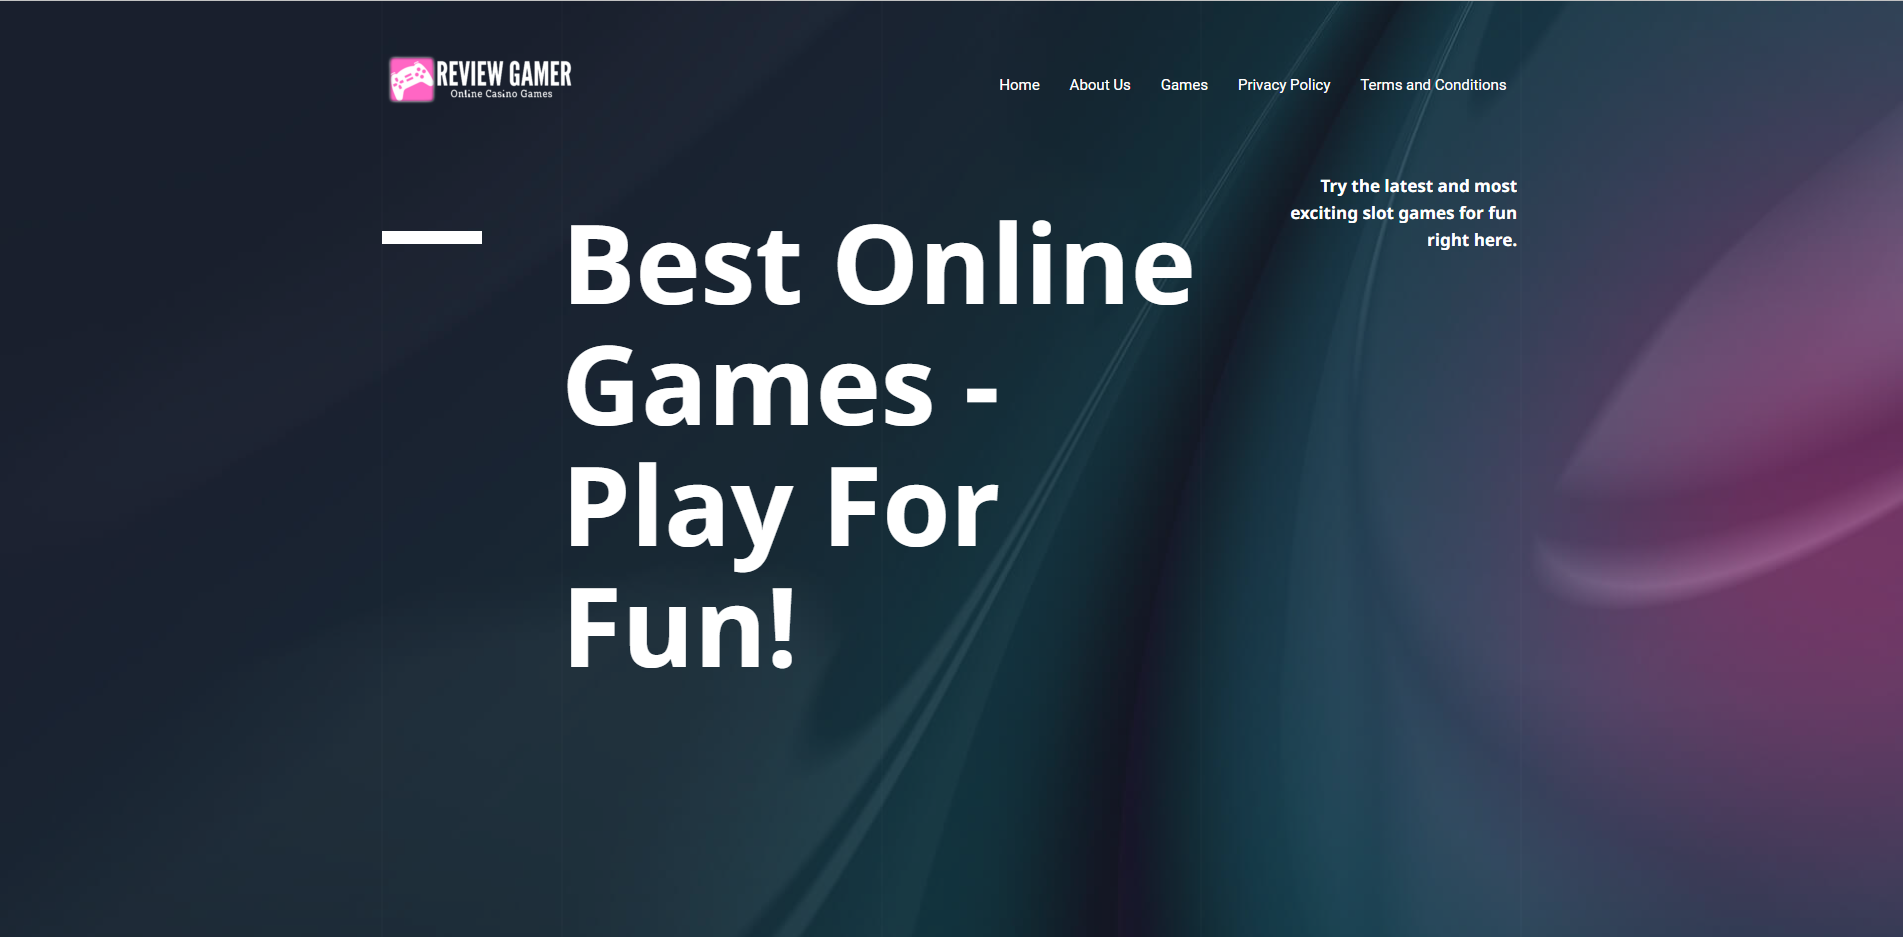 REVIEW GAMER
Online Casino Games
Home About Us Games Privacy Policy Terms and Conditions
Try the latest and most
exciting slot games for fun
right here.
Best Online
Games -
Play For
Fun!